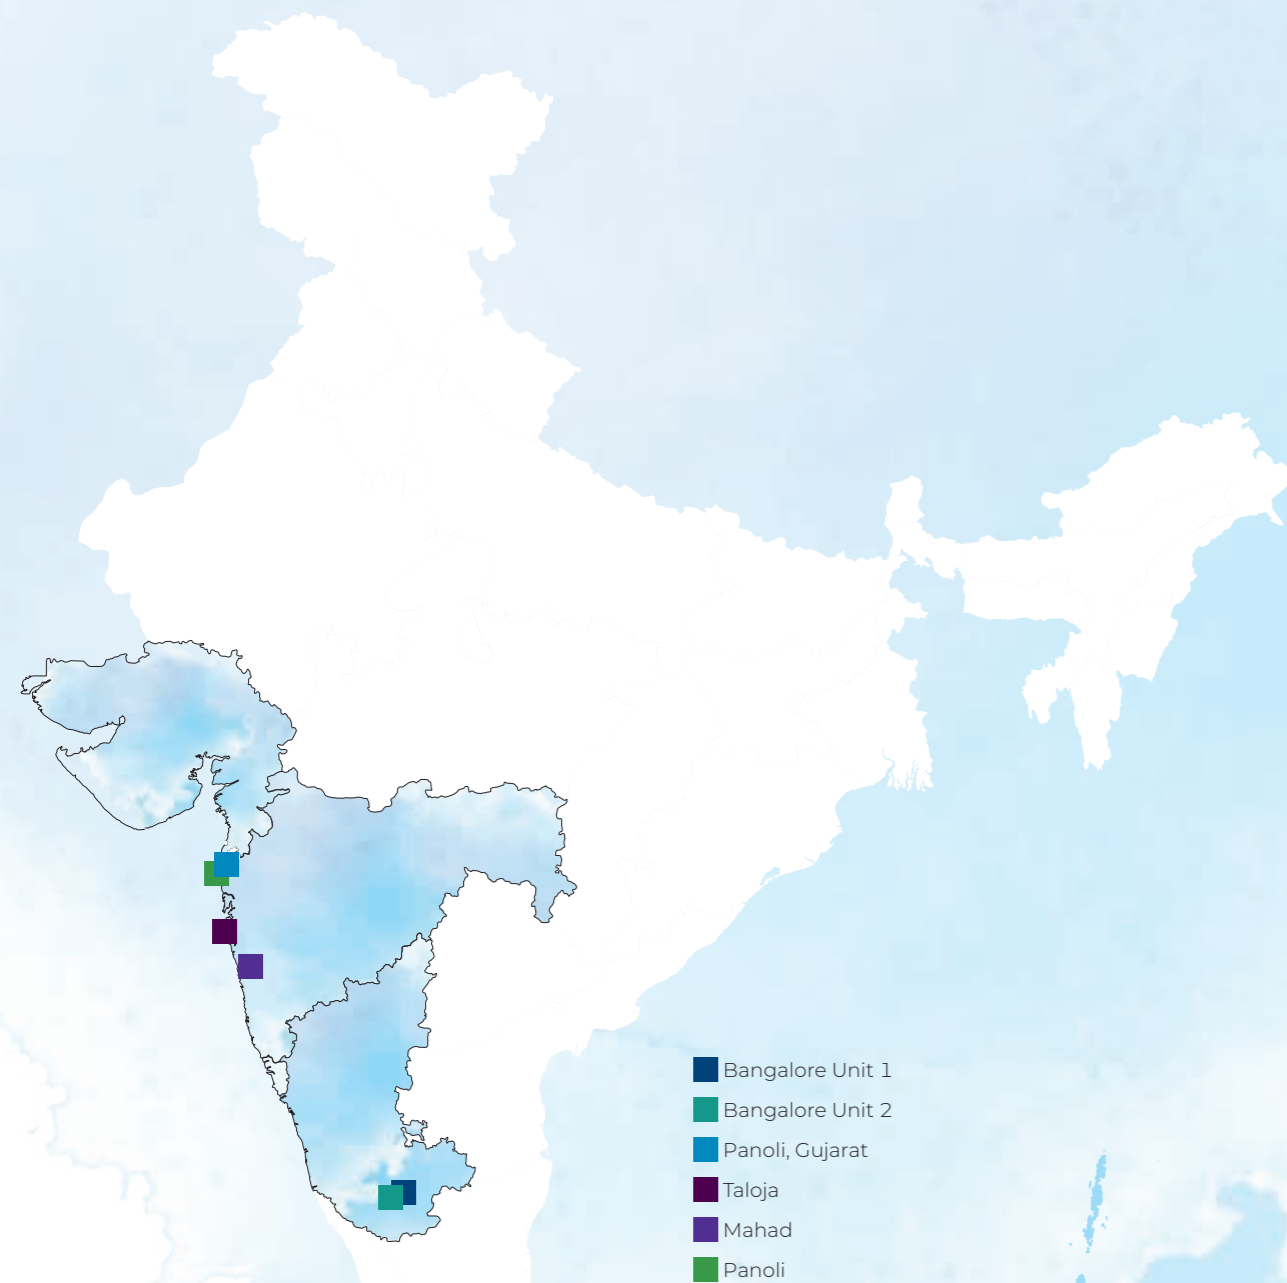 Bangalore Unit 1
Bangalore Unit 2
Panoli, Gujarat
Taloja
Mahad
Panoli